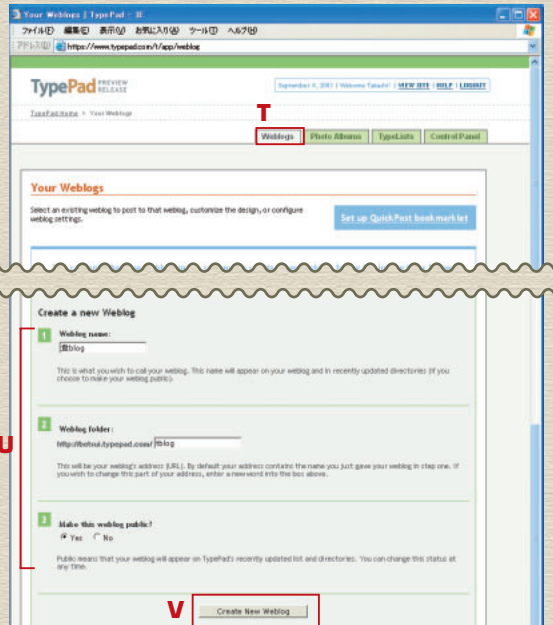 Your Weblogs | TypePad - IE
ファイル(F) 編集(E) 表示(V) お気に入り(A) ツール(T) ヘルプ(H)
アドレス(D) https://www.typepad.com/t/app/weblog
TypePad PREVIEW RELEASE
September 4, 2003 | Welcome Takashi! | VIEW SITE | HELP | LOGOUT
TypePad Home > Your Weblogs
T
Weblogs Photo Albums TypeLists Control Panel
Your Weblogs
Select an existing weblog to post to that weblog, customize the design, or configure
weblog settings.
Set up QuickPost bookmarklet
Create a new Weblog
U
1 Weblog name:
blog
This is what you wish to call your weblog. This name will appear on your weblog and in recently updated directories (if you
choose to make your weblog public).
2 Weblog folder:
http://betsui.typepad.com/ tblog
This will be your weblog's address (URL). By default your address contains the name you just gave your weblog in step one. If
you wish to change this part of your address, enter a new word into the box above.
3 Make this weblog public?
Yes No
Public means that your weblog will appear on TypePad's recently updated list and directories. You can change this status at
any time.
V
Create New Weblog